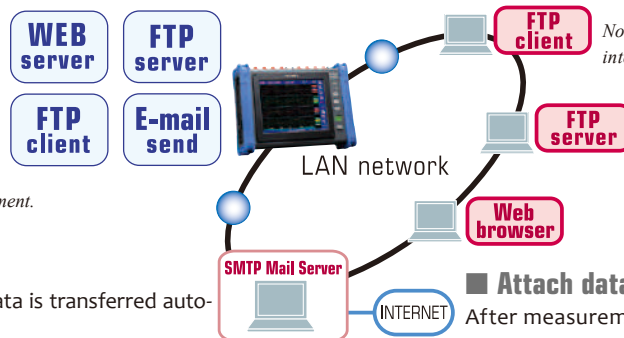 WEB
server
FTP
server
FTP
client
E-mail
send
LAN network
FTP
client
FTP
server
Web
browser
SMTP Mail Server
INTERNET
No
int
ment.
ata is transferred auto-
■ Attach data
After measurem